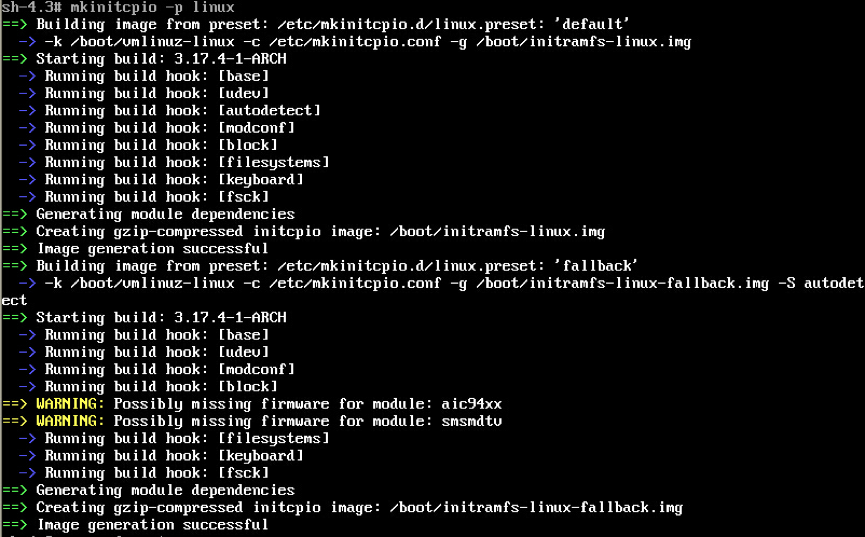 sh-4.3# mkinitcpio -p linux
==> Building image from preset: /etc/mkinitcpio.d/linux.preset: 'default'
  -> -k /boot/vmlinuz-linux -c /etc/mkinitcpio.conf -g /boot/initramfs-linux.img
==> Starting build: 3.17.4-1-ARCH
  -> Running build hook: [base]
  -> Running build hook: [udev]
  -> Running build hook: [autodetect]
  -> Running build hook: [modconf]
  -> Running build hook: [block]
  -> Running build hook: [filesystems]
  -> Running build hook: [keyboard]
  -> Running build hook: [fsck]
==> Generating module dependencies
==> Creating gzip-compressed initcpio image: /boot/initramfs-linux.img
==> Image generation successful
==> Building image from preset: /etc/mkinitcpio.d/linux.preset: 'fallback'
  -> -k /boot/vmlinuz-linux -c /etc/mkinitcpio.conf -g /boot/initramfs-linux-fallback.img -S autodet
ect
==> Starting build: 3.17.4-1-ARCH
  -> Running build hook: [base]
  -> Running build hook: [udev]
  -> Running build hook: [modconf]
  -> Running build hook: [block]
==> WARNING: Possibly missing firmware for module: aic94xx
==> WARNING: Possibly missing firmware for module: smsmdtv
  -> Running build hook: [filesystems]
  -> Running build hook: [keyboard]
  -> Running build hook: [fsck]
==> Generating module dependencies
==> Creating gzip-compressed initcpio image: /boot/initramfs-linux-fallback.img
==> Image generation successful